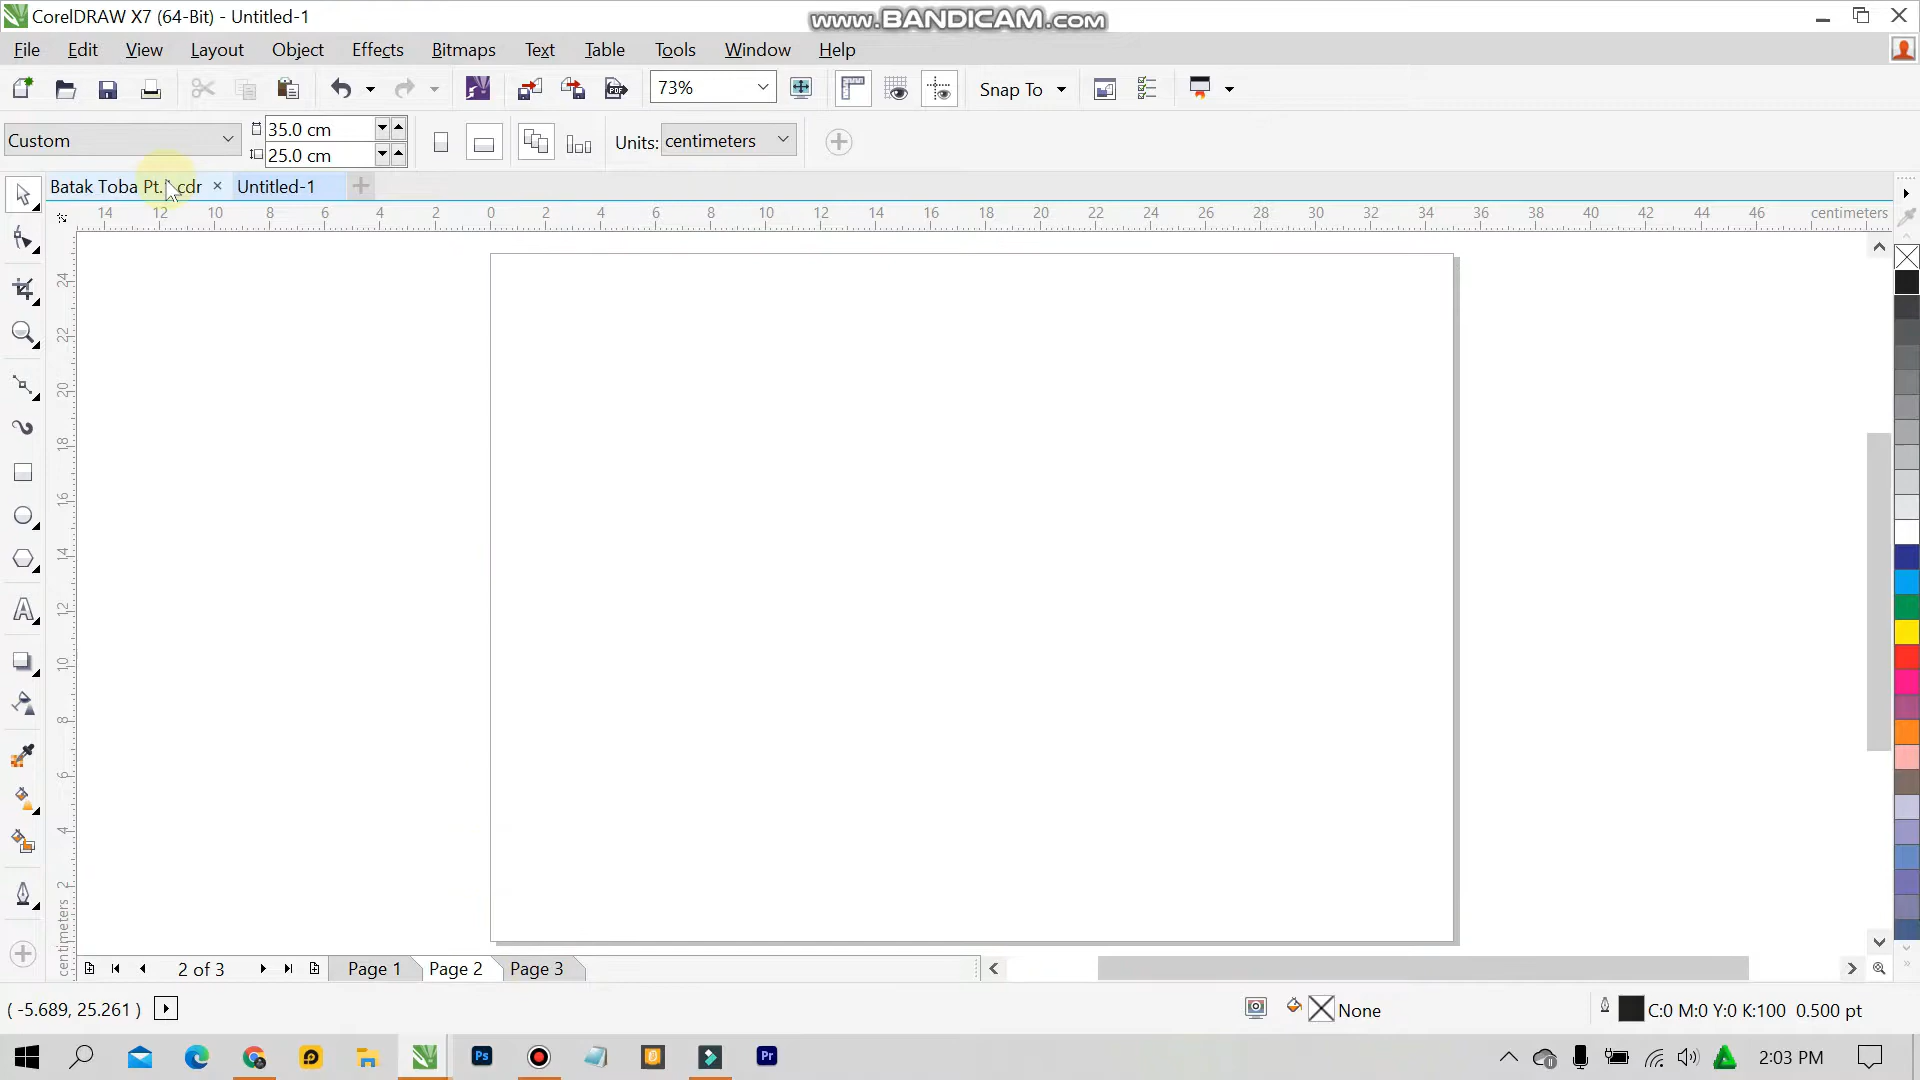 CorelDRAW X7 (64-Bit) - Untitled-1
www.BANDICAM.com
File Edit View Layout Object Effects Bitmaps Text Table Tools Window Help
73%
Snap To
Custom
35.0 cm
25.0 cm
Units: centimeters
Batak Toba Pt. cdr
Untitled-1
14 12 10 8 6 4 2 0 2 4 6 8 10 12 14 16 18 20 22 24 26 28 30 32 34 36 38 40 42 44 46 centimeters
24
22
20
18
16
14
12
10
8
6
4
2
centimeters
2 of 3
Page 1 Page 2 Page 3
( -5.689, 25.261 )
None
C:0 M:0 Y:0 K:100 0.500 pt
Ps
Pr
2:03 PM